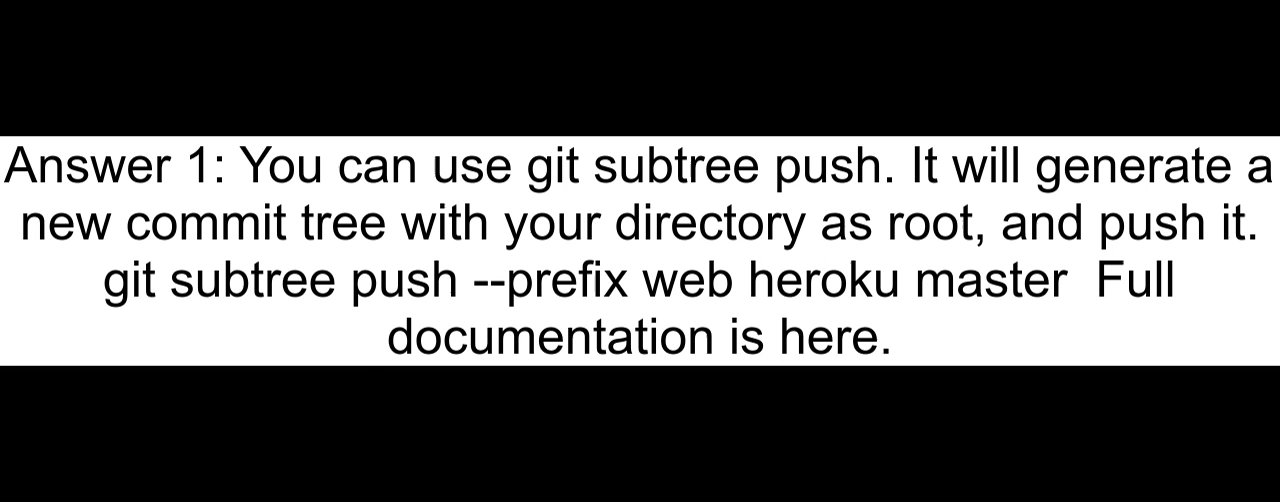 Answer 1: You can use git subtree push. It will generate a
new commit tree with your directory as root, and push it.
git subtree push --prefix web heroku master  Full
documentation is here.